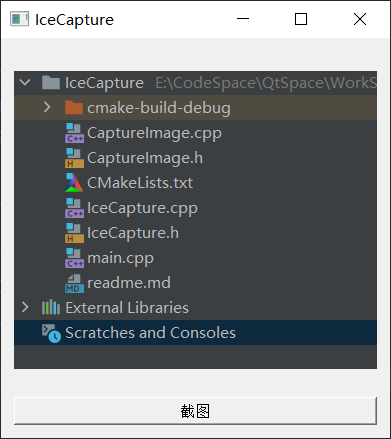 IceCapture
IceCapture E:\CodeSpace\QtSpace\WorkS
cmake-build-debug
CaptureImage.cpp
CaptureImage.h
CMakeLists.txt
IceCapture.cpp
IceCapture.h
main.cpp
readme.md
External Libraries
Scratches and Consoles
截图